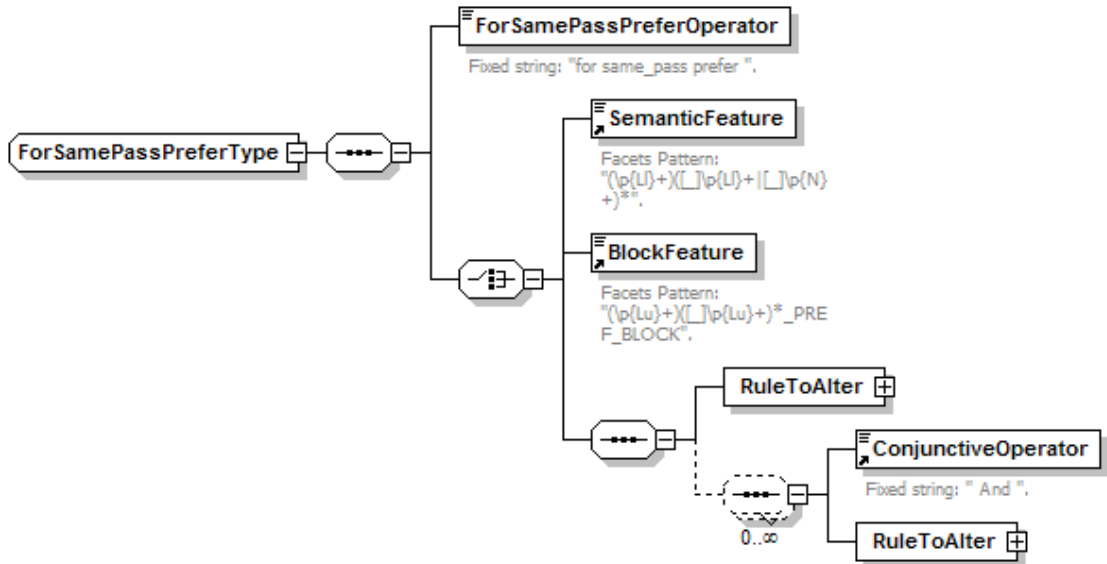 ForSamePassPreferOperator
Fixed string: "for same_pass prefer ".
SemanticFeature
ForSamePassPreferType
Facets Pattern:
"(\p{Ll}+)([_]\p{Ll}+|[_]\p{N}
+)*".
BlockFeature
Facets Pattern:
"(\p{Lu}+)([_]\p{Lu}+)*_PRE
F_BLOCK".
RuleToAlter
ConjunctiveOperator
Fixed string: " And ".
0..∞
RuleToAlter